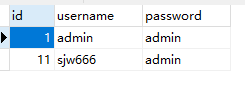 id username password
1 admin admin
11 sjw666 admin